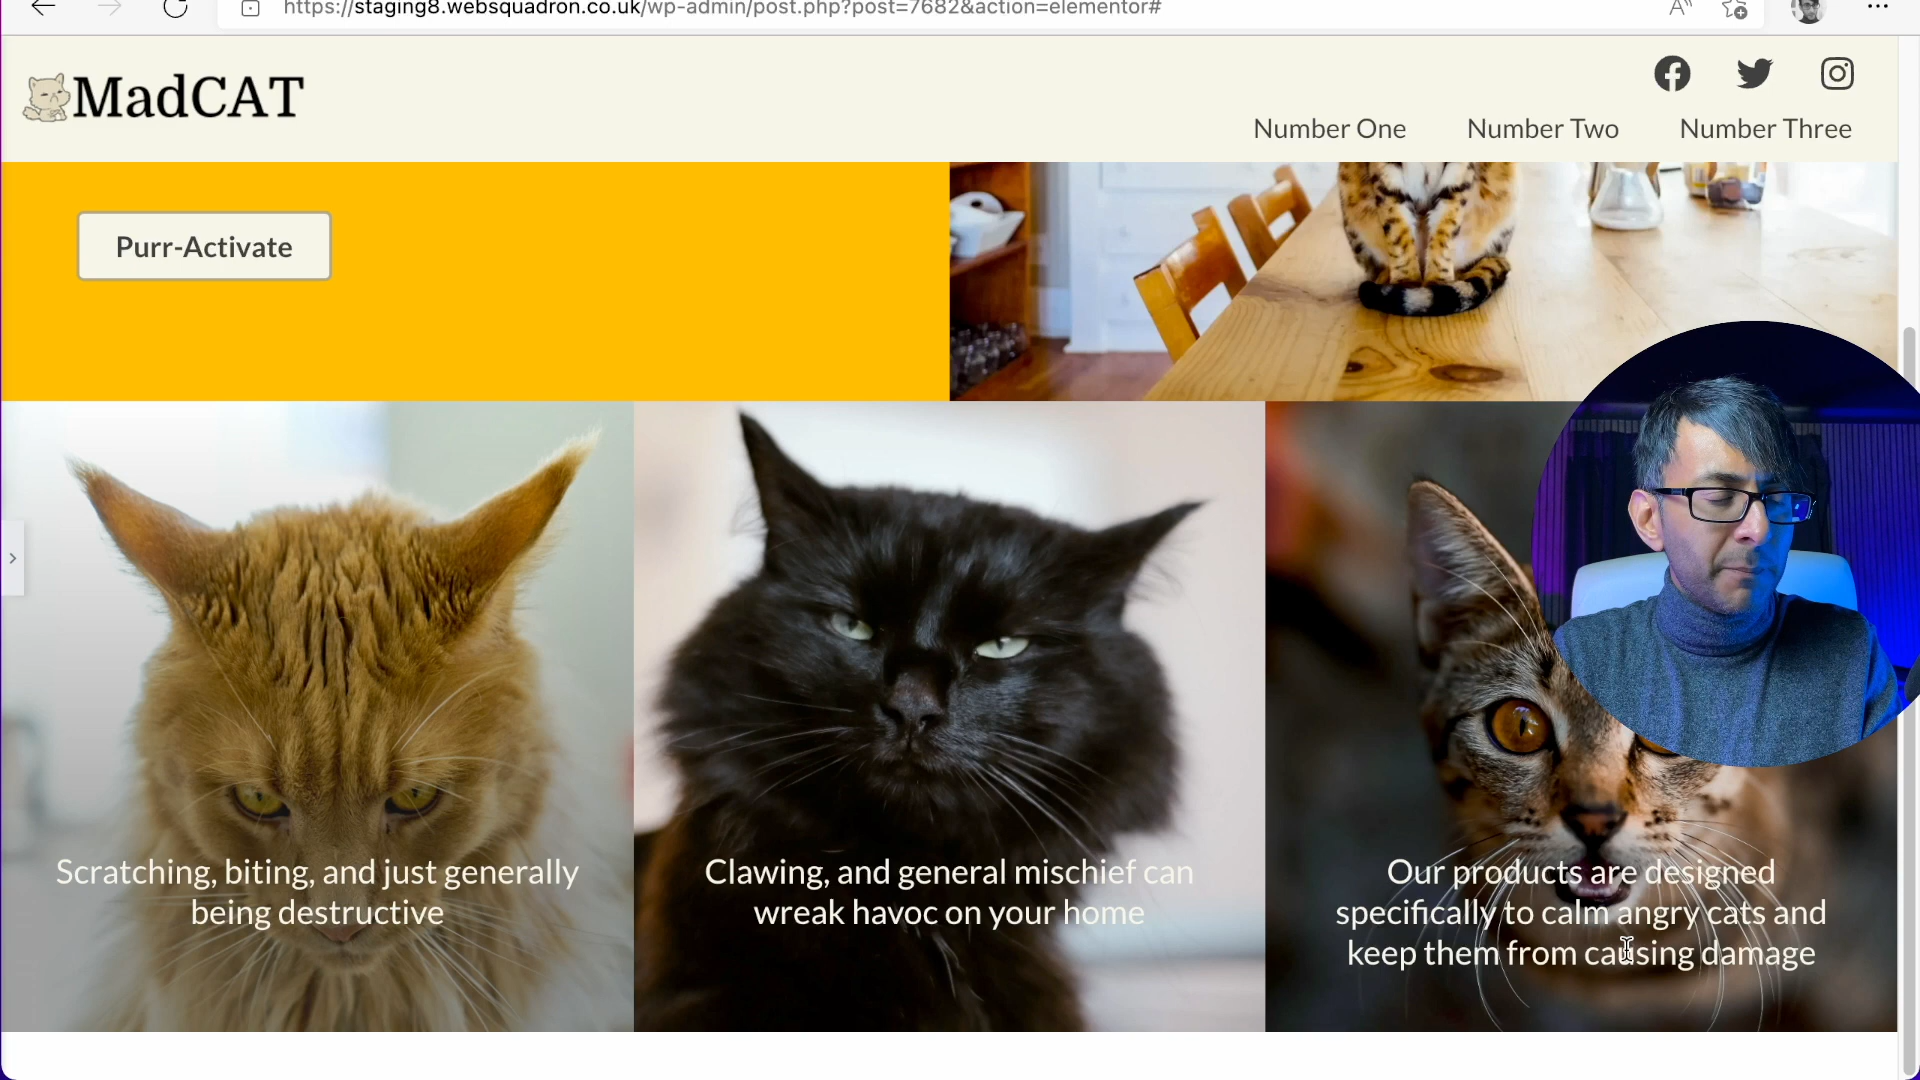 https://staging8.websquadron.co.uk/wp-admin/post.php?post=7682&action=elementor#
MadCAT
Number One Number Two Number Three
Purr-Activate
Scratching, biting, and just generally
being destructive
Clawing, and general mischief can
wreak havoc on your home
Our products are designed
specifically to calm angry cats and
keep them from causing damage